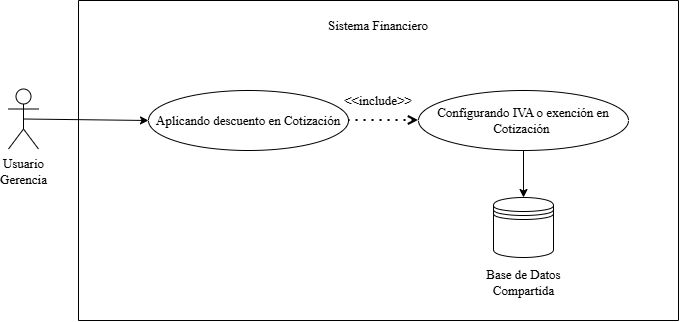 Sistema Financiero
<<include>>
Aplicando descuento en Cotización
Configurando IVA o exención en
Cotización
Usuario
Gerencia
Base de Datos
Compartida